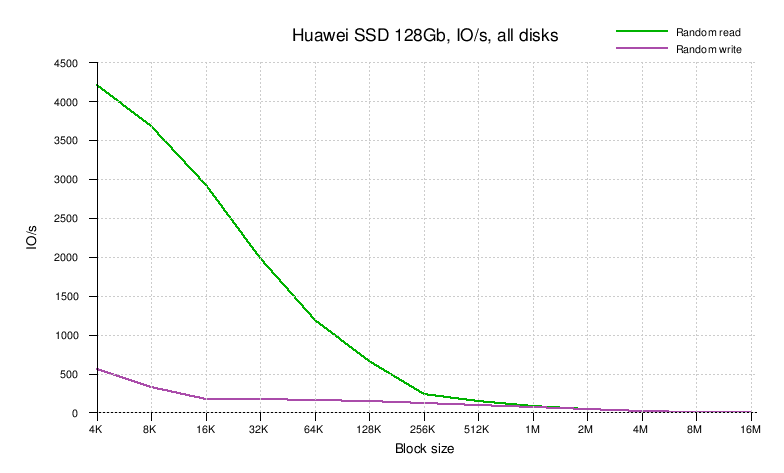 Huawei SSD 128Gb, IO/s, all disks
Random read
Random write
4500
4000
3500
3000
2500
2000
1500
1000
500
0
IO/s
4K 8K 16K 32K 64K 128K 256K 512K 1M 2M 4M 8M 16M
Block size